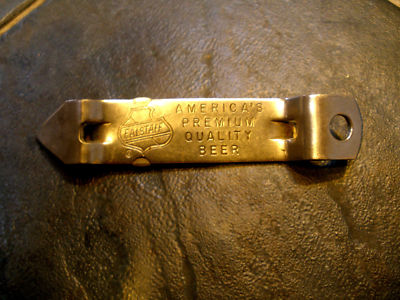 Falstaff
AMERICA'S
PREMIUM
QUALITY
BEER